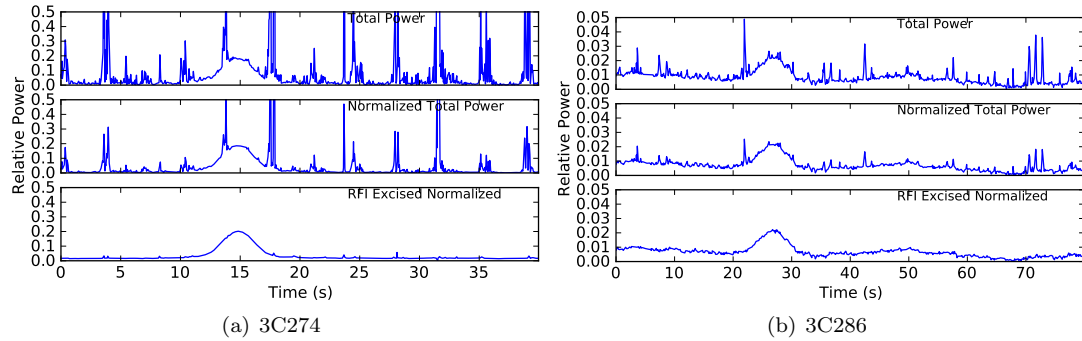 Total Power
0.5
0.4
0.3
0.2
0.1
0.0
Normalized Total Power
0.5
0.4
0.3
0.2
0.1
0.0
RFI Excised Normalized
0.5
0.4
0.3
0.2
0.1
0.0
Relative Power
0 5 10 15 20 25 30 35
Time (s)
(a) 3C274
Total Power
0.05
0.04
0.03
0.02
0.01
0.00
Normalized Total Power
0.05
0.04
0.03
0.02
0.01
0.00
RFI Excised Normalized
0.05
0.04
0.03
0.02
0.01
0.00
Relative Power
0 10 20 30 40 50 60 70
Time (s)
(b) 3C286